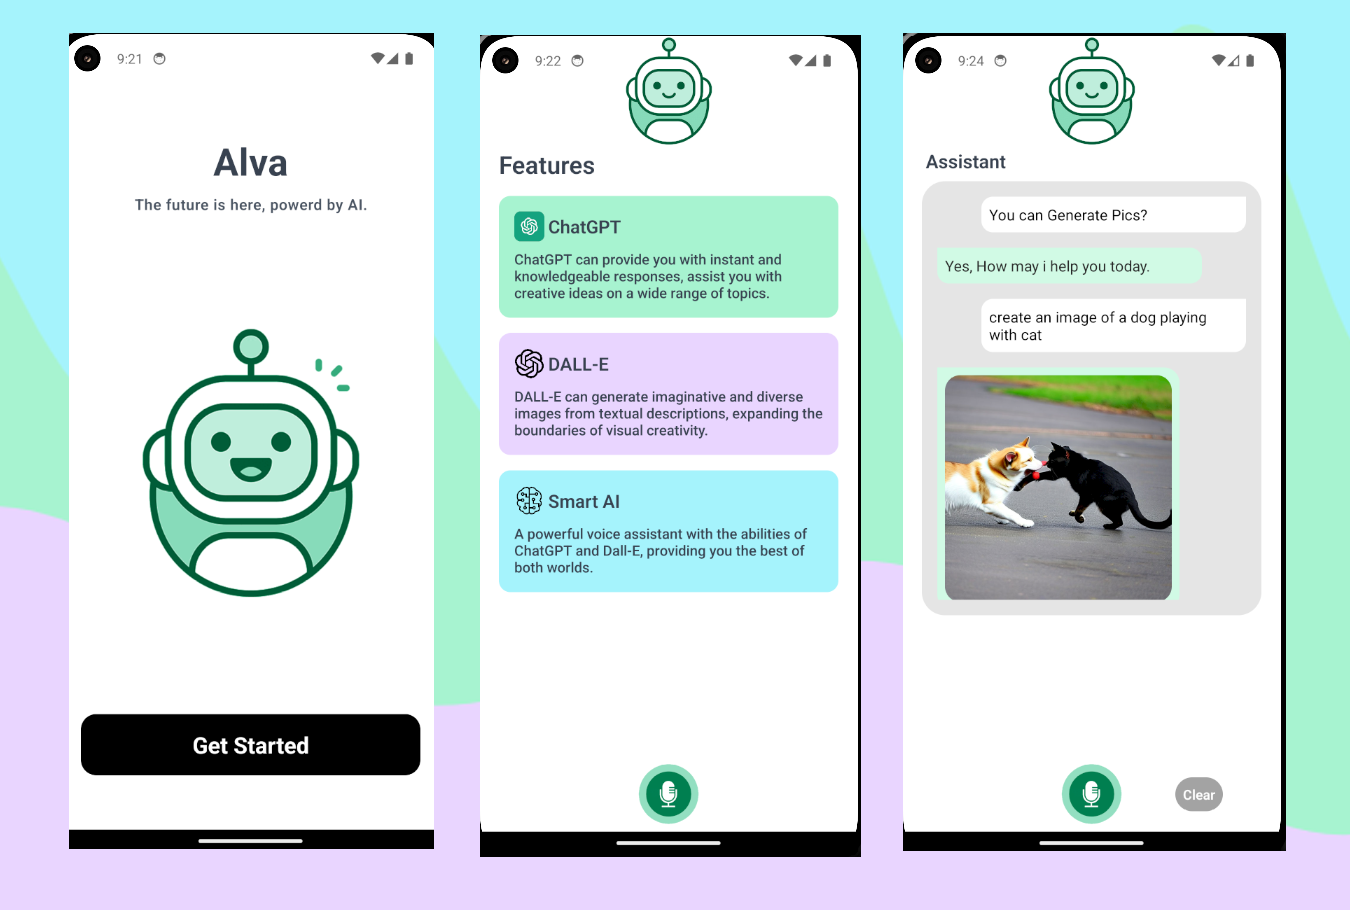 9:21
Alva
The future is here, powerd by AI.
Get Started
9:22
Features
ChatGPT
ChatGPT can provide you with instant and
knowledgeable responses, assist you with
creative ideas on a wide range of topics.
DALL-E
DALL-E can generate imaginative and diverse
images from textual descriptions, expanding the
boundaries of visual creativity.
Smart AI
A powerful voice assistant with the abilities of
ChatGPT and Dall-E, providing you the best of
both worlds.
9:24
Assistant
You can Generate Pics?
Yes, How may i help you today.
create an image of a dog playing
with cat
Clear